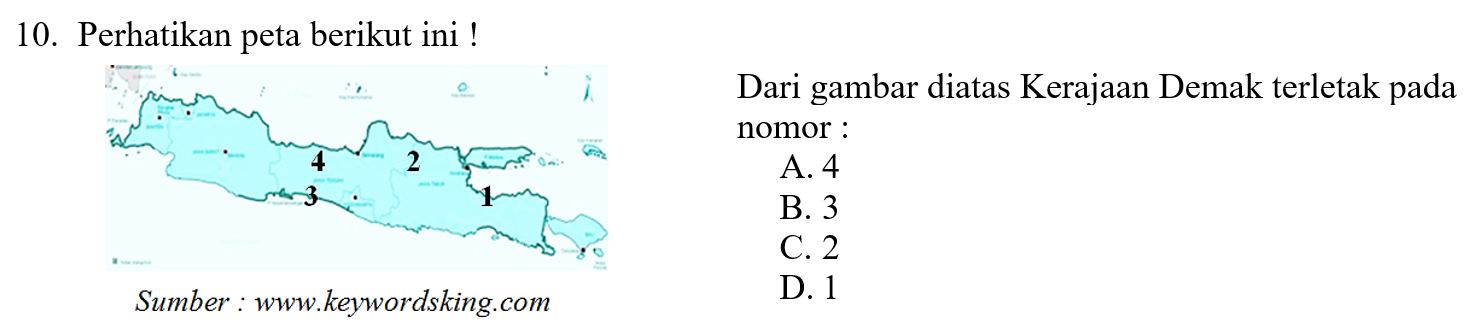 10. Perhatikan peta berikut ini !
4
2
3
1
Sumber : www.keywordsking.com
Dari gambar diatas Kerajaan Demak terletak pada
nomor :
A. 4
B. 3
C. 2
D. 1